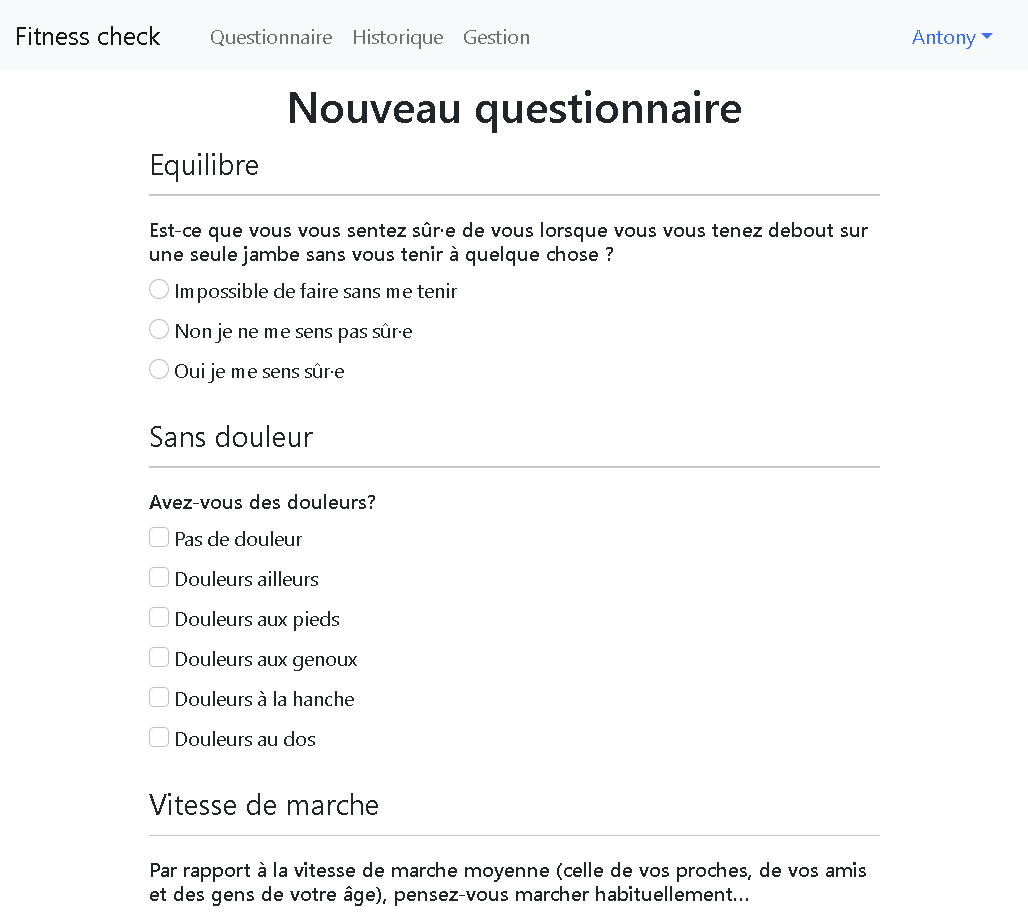 Fitness check
Questionnaire
Historique
Gestion
Antony
Nouveau questionnaire
Equilibre
Est-ce que vous vous sentez sûr·e de vous lorsque vous vous tenez debout sur
une seule jambe sans vous tenir à quelque chose ?
Impossible de faire sans me tenir
Non je ne me sens pas sûr·e
Oui je me sens sûr·e
Sans douleur
Avez-vous des douleurs?
Pas de douleur
Douleurs ailleurs
Douleurs aux pieds
Douleurs aux genoux
Douleurs à la hanche
Douleurs au dos
Vitesse de marche
Par rapport à la vitesse de marche moyenne (celle de vos proches, de vos amis
et des gens de votre âge), pensez-vous marcher habituellement...